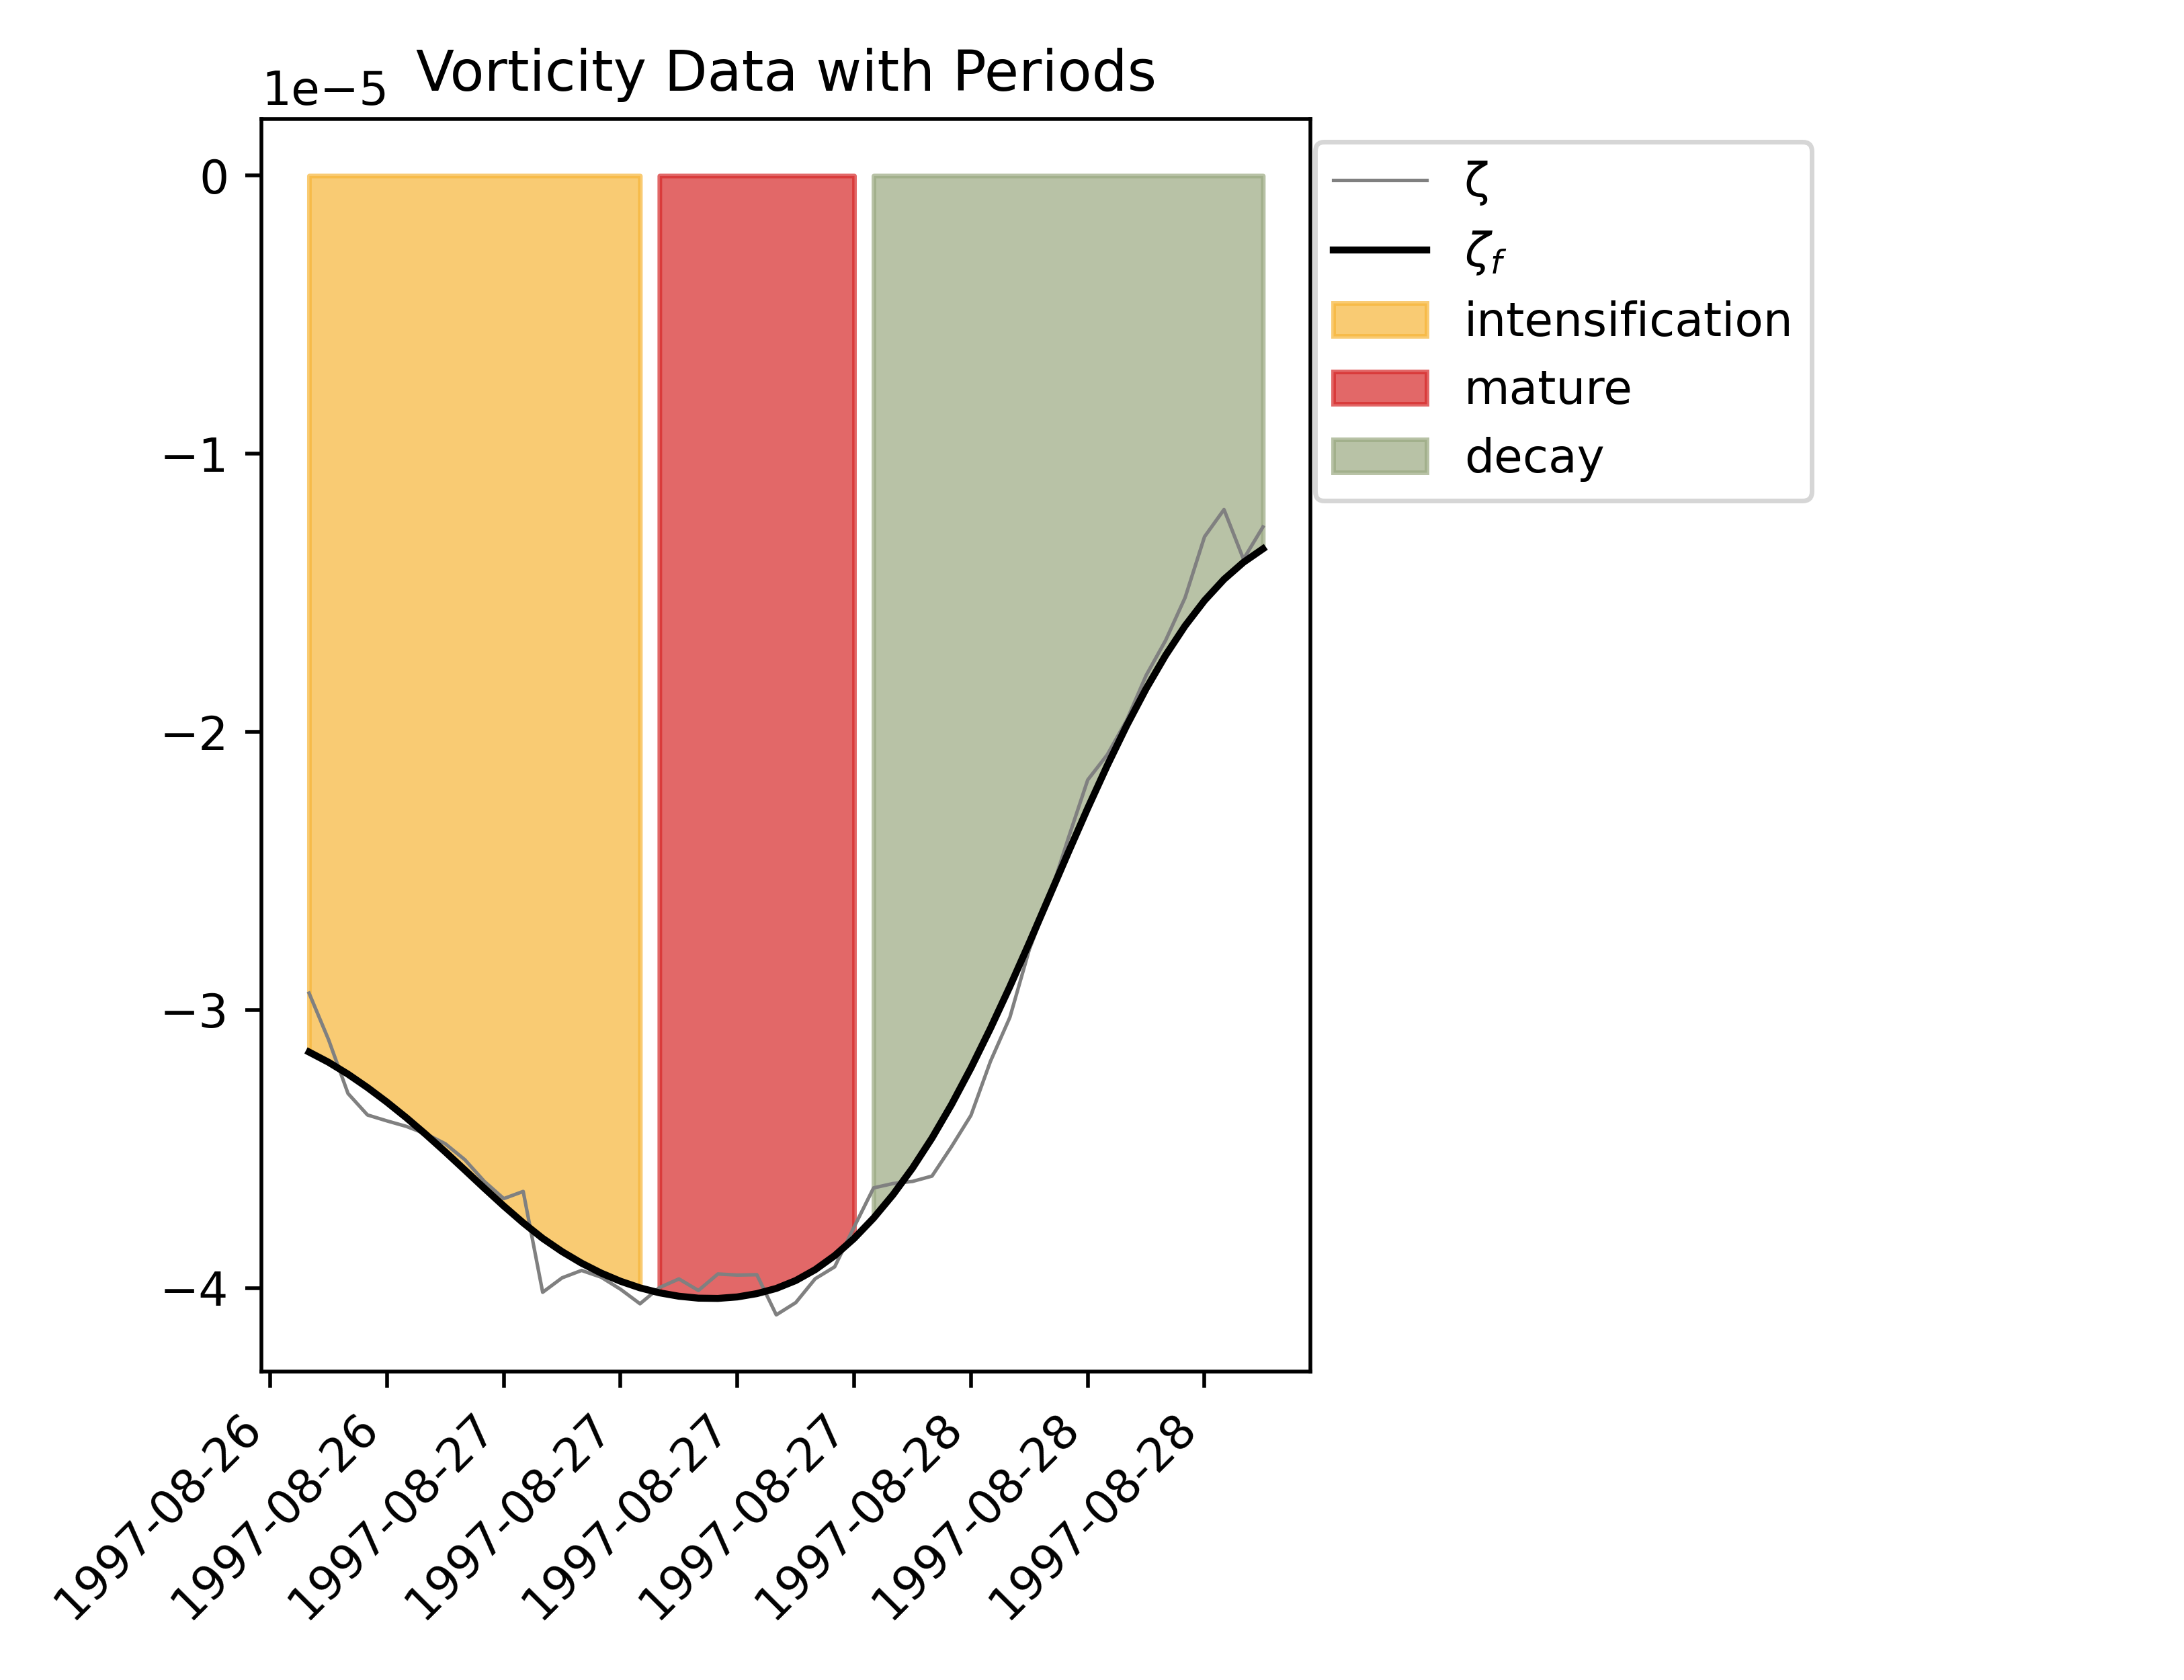 Vorticity Data with Periods
1e−5
0
−1
−2
−3
−4
ζ
ζf
intensification
mature
decay
1997-08-26
1997-08-26
1997-08-27
1997-08-27
1997-08-27
1997-08-27
1997-08-28
1997-08-28
1997-08-28